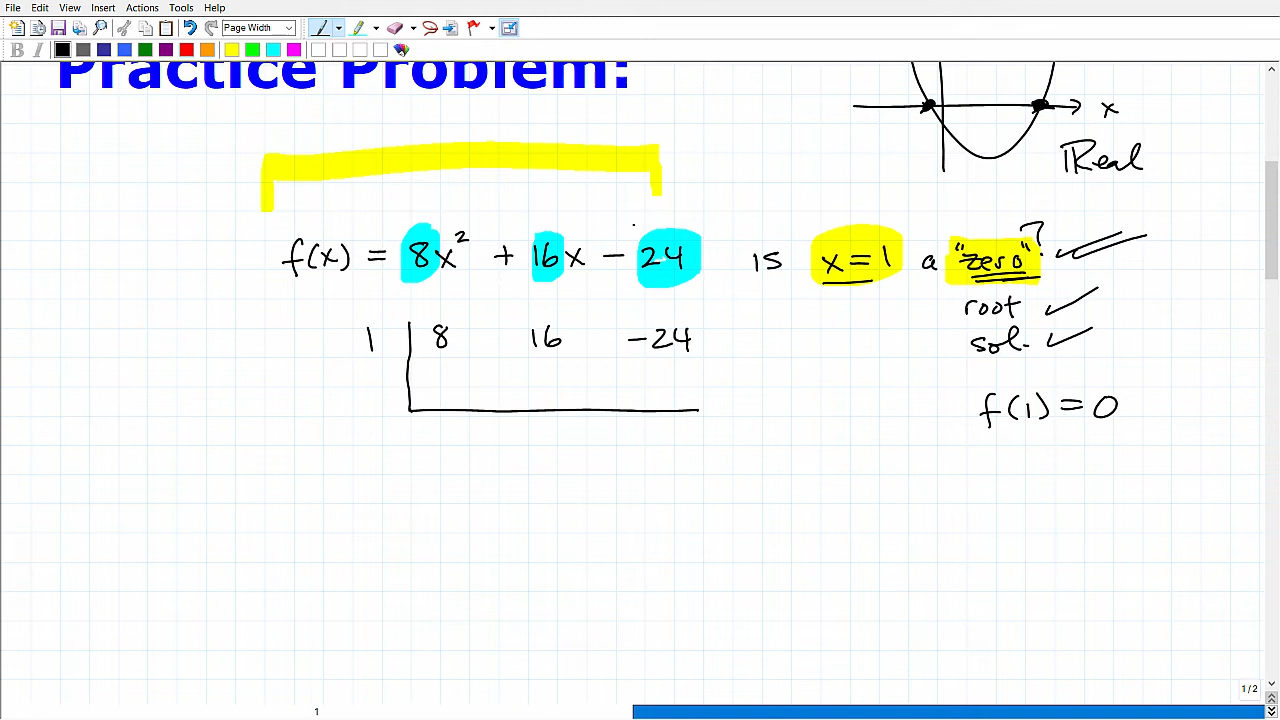 File Edit View Insert Actions Tools Help
Page Width
B I
Practice Problem:
x
Real
f(x) = 8x² + 16x - 24 is x = 1 a "zero"?
root
sol.
1 8 16 -24
f(1) = 0
1/2
1